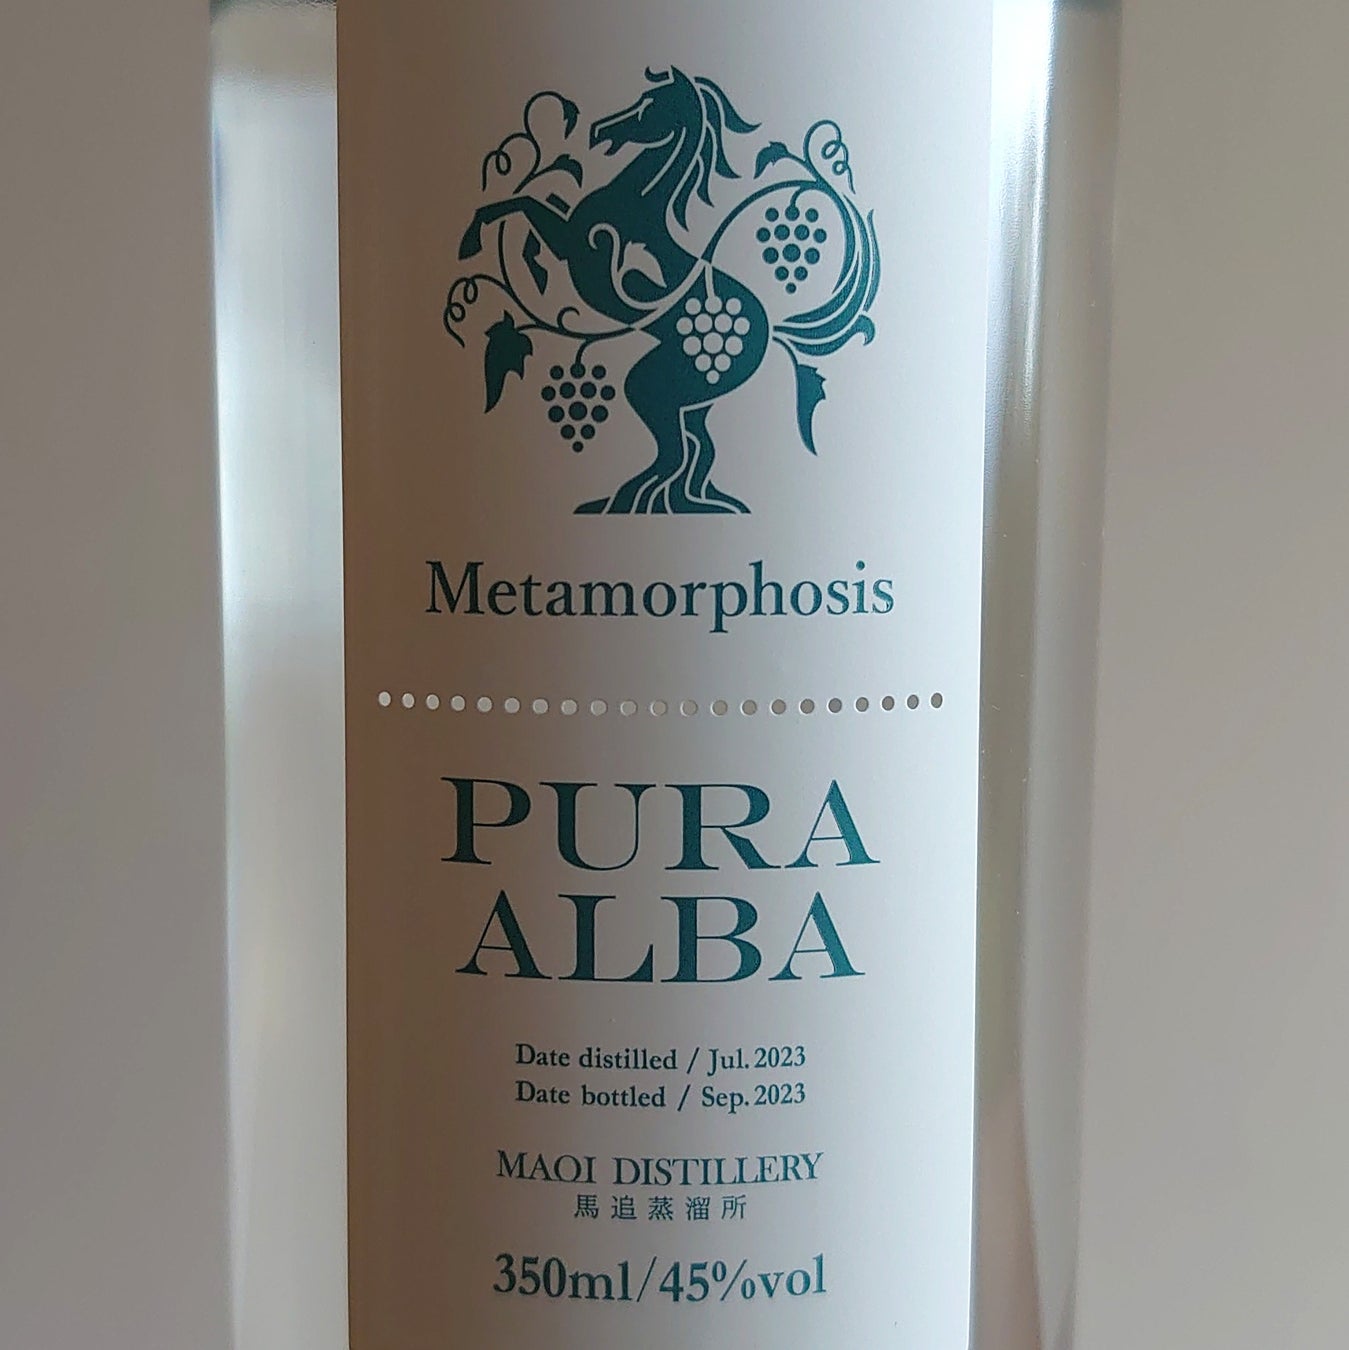 Metamorphosis
PURA
ALBA
Date distilled / Jul. 2023
Date bottled / Sep. 2023
MAOI DISTILLERY
馬追蒸溜所
350ml/45%vol